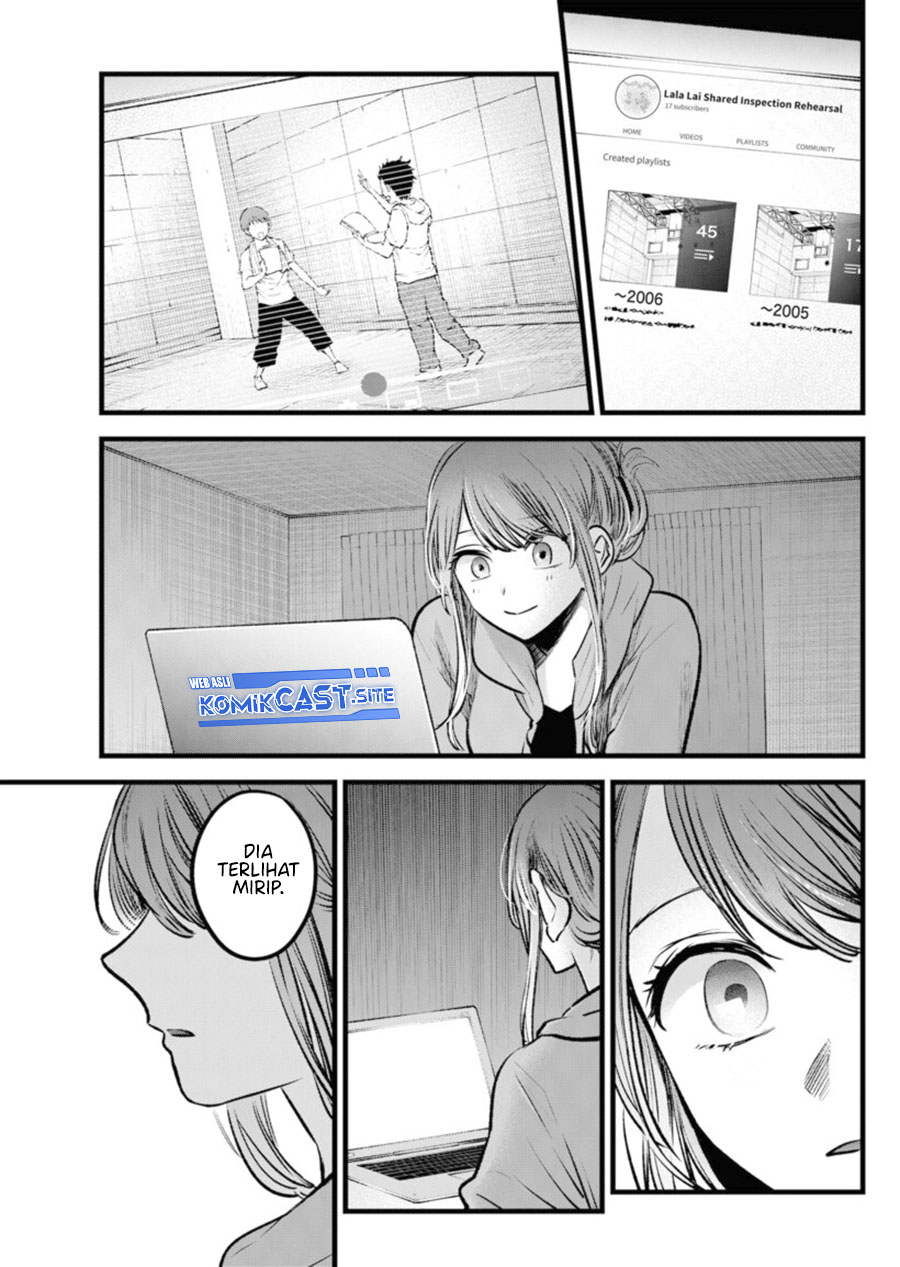 Lala Lai Shared Inspection Rehearsal
17 subscribers
HOME VIDEOS PLAYLISTS COMMUNITY
Created playlists
45
17
~2006
~2005
WEB ASLI
KOMIKCAST.SITE
DIA
TERLIHAT
MIRIP.